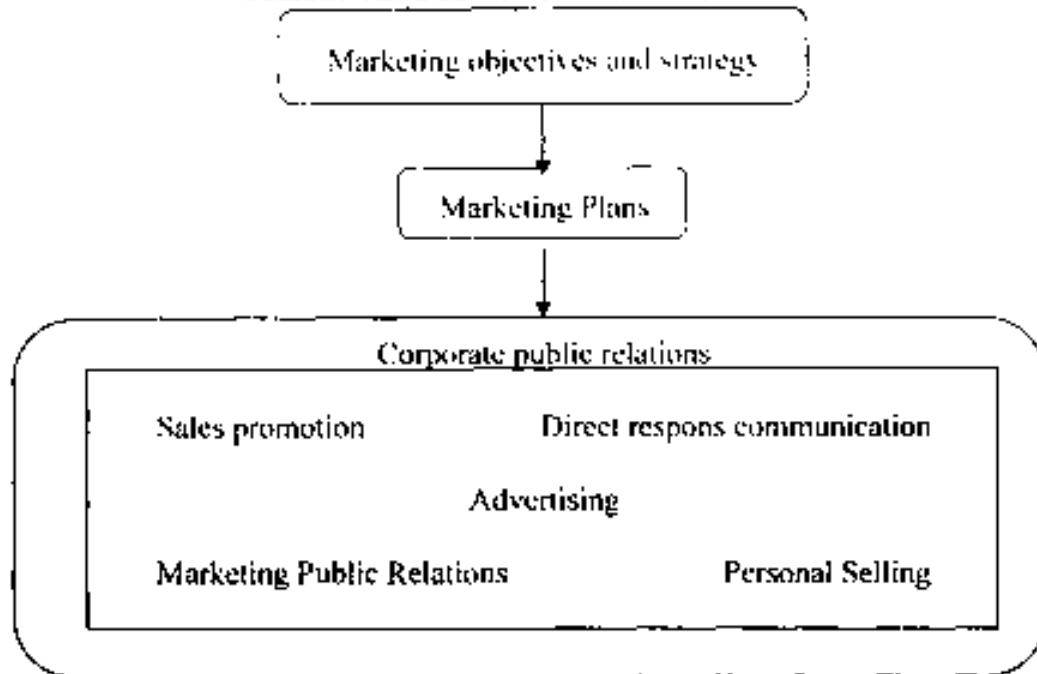 Marketing objectives and strategy
Marketing Plans
Corporate public relations
Sales promotion Direct respons communication
Advertising
Marketing Public Relations Personal Selling